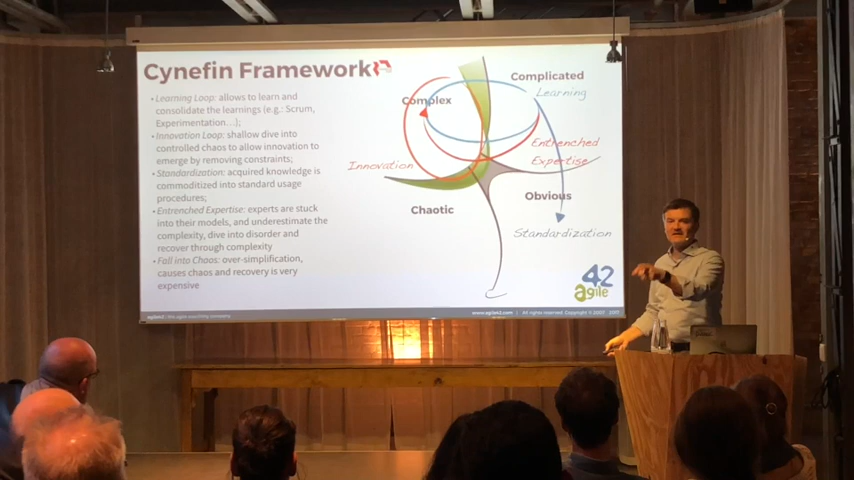 Cynefin Framework
• Learning Loop: allows to learn and
consolidate the learnings (e.g.: Scrum,
Experimentation…);
• Innovation Loop: shallow dive into
controlled chaos to allow innovation to
emerge by removing constraints;
• Standardization: acquired knowledge is
commoditized into standard usage
procedures;
• Entrenched Expertise: experts are stuck
into their models, and underestimate the
complexity, dive into disorder and
recover through complexity
• Fall into Chaos: over-simplification,
causes chaos and recovery is very
expensive
Complex
Complicated
Learning
Entrenched
Expertise
Innovation
Chaotic
Obvious
Standardization
42
agile
www.agile42.com | All rights reserved. Copyright ©